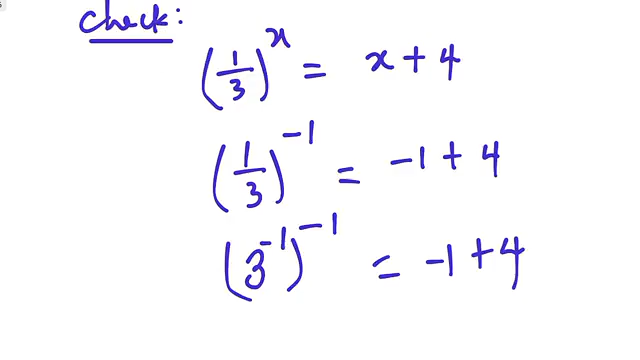 check:
(1/3)^x = x + 4
(1/3)^-1 = -1 + 4
(3^-1)^-1 = -1 + 4